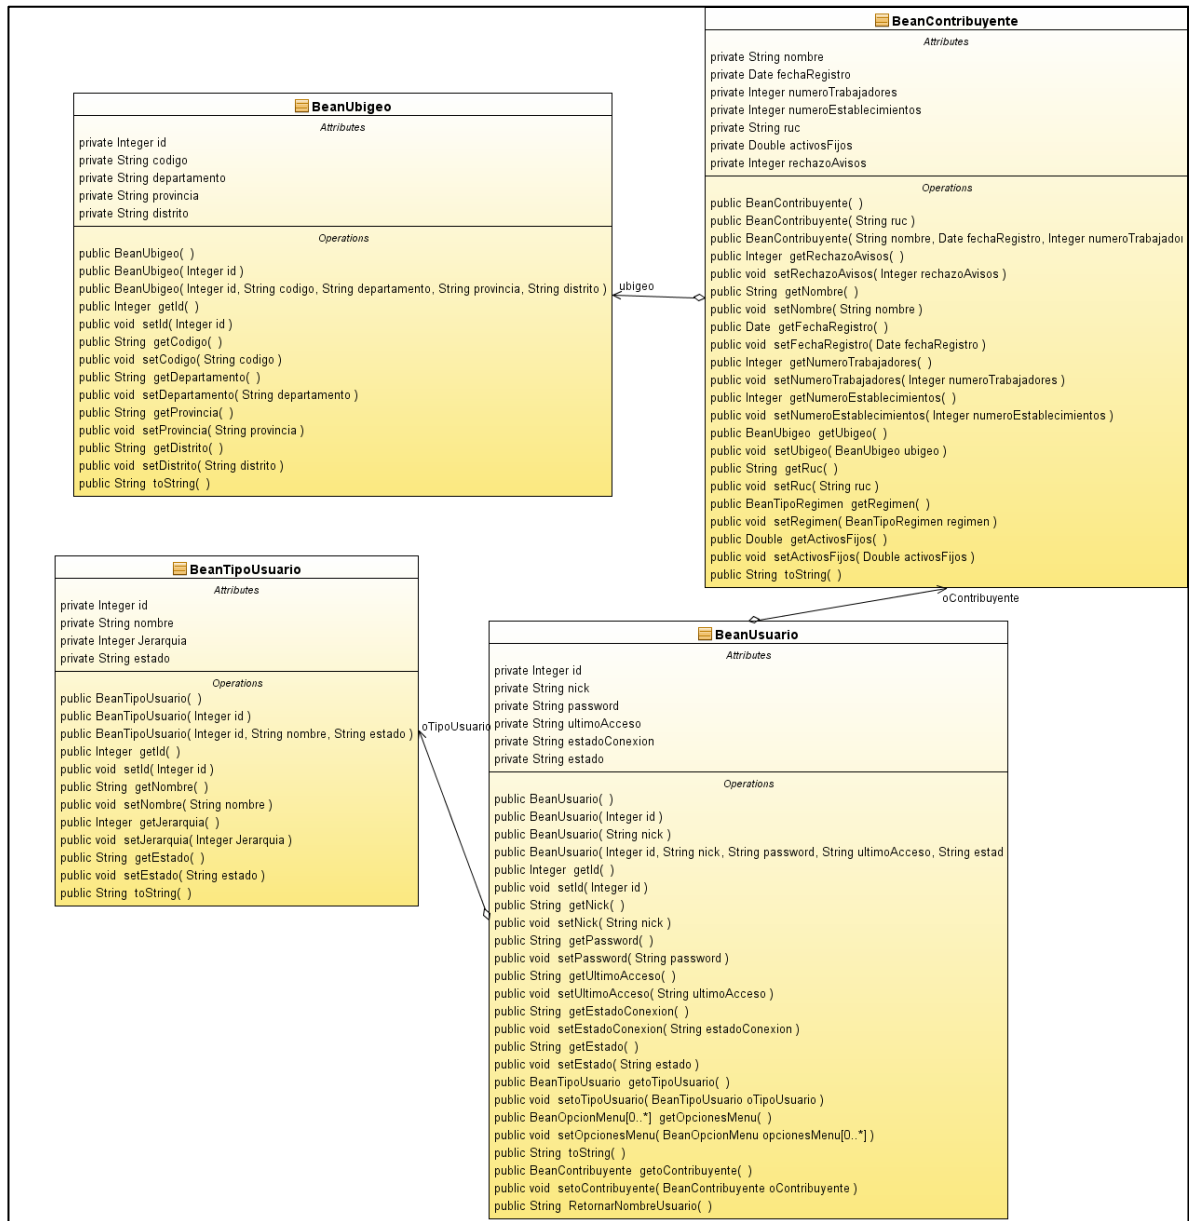 BeanContribuyente
Attributes
private String nombre
private Date fechaRegistro
private Integer numeroTrabajadores
private Integer numeroEstablecimientos
private String ruc
private Double activosFijos
private Integer rechazoAvisos
Operations
public BeanContribuyente( )
public BeanContribuyente( String ruc )
public BeanContribuyente( String nombre, Date fechaRegistro, Integer numeroTrabajador
public Integer getRechazoAvisos( )
public void setRechazoAvisos( Integer rechazoAvisos )
public String getNombre( )
public void setNombre( String nombre )
public Date getFechaRegistro( )
public void setFechaRegistro( Date fechaRegistro )
public Integer getNumeroTrabajadores( )
public void setNumeroTrabajadores( Integer numeroTrabajadores )
public Integer getNumeroEstablecimientos( )
public void setNumeroEstablecimientos( Integer numeroEstablecimientos )
public BeanUbigeo getUbigeo( )
public void setUbigeo( BeanUbigeo ubigeo )
public String getRuc( )
public void setRuc( String ruc )
public BeanTipoRegimen getRegimen( )
public void setRegimen( BeanTipoRegimen regimen )
public Double getActivosFijos( )
public void setActivosFijos( Double activosFijos )
public String toString( )
BeanUbigeo
Attributes
private Integer id
private String codigo
private String departamento
private String provincia
private String distrito
Operations
public BeanUbigeo( )
public BeanUbigeo( Integer id )
public BeanUbigeo( Integer id, String codigo, String departamento, String provincia, String distrito )
public Integer getId( )
public void setId( Integer id )
public String getCodigo( )
public void setCodigo( String codigo )
public String getDepartamento( )
public void setDepartamento( String departamento )
public String getProvincia( )
public void setProvincia( String provincia )
public String getDistrito( )
public void setDistrito( String distrito )
public String toString( )
ubigeo
BeanTipoUsuario
Attributes
private Integer id
private String nombre
private Integer Jerarquia
private String estado
Operations
public BeanTipoUsuario( )
public BeanTipoUsuario( Integer id )
public BeanTipoUsuario( Integer id, String nombre, String estado )
public Integer getId( )
public void setId( Integer id )
public String getNombre( )
public void setNombre( String nombre )
public Integer getJerarquia( )
public void setJerarquia( Integer Jerarquia )
public String getEstado( )
public void setEstado( String estado )
public String toString( )
oTipoUsuario
oContribuyente
BeanUsuario
Attributes
private Integer id
private String nick
private String password
private String ultimoAcceso
private String estadoConexion
private String estado
Operations
public BeanUsuario( )
public BeanUsuario( Integer id )
public BeanUsuario( String nick )
public BeanUsuario( Integer id, String nick, String password, String ultimoAcceso, String estad
public Integer getId( )
public void setId( Integer id )
public String getNick( )
public void setNick( String nick )
public String getPassword( )
public void setPassword( String password )
public String getUltimoAcceso( )
public void setUltimoAcceso( String ultimoAcceso )
public String getEstadoConexion( )
public void setEstadoConexion( String estadoConexion )
public String getEstado( )
public void setEstado( String estado )
public BeanTipoUsuario getoTipoUsuario( )
public void setoTipoUsuario( BeanTipoUsuario oTipoUsuario )
public BeanOpcionMenu[0..*] getOpcionesMenu( )
public void setOpcionesMenu( BeanOpcionMenu opcionesMenu[0..*] )
public String toString( )
public BeanContribuyente getoContribuyente( )
public void setoContribuyente( BeanContribuyente oContribuyente )
public String RetornarNombreUsuario( )